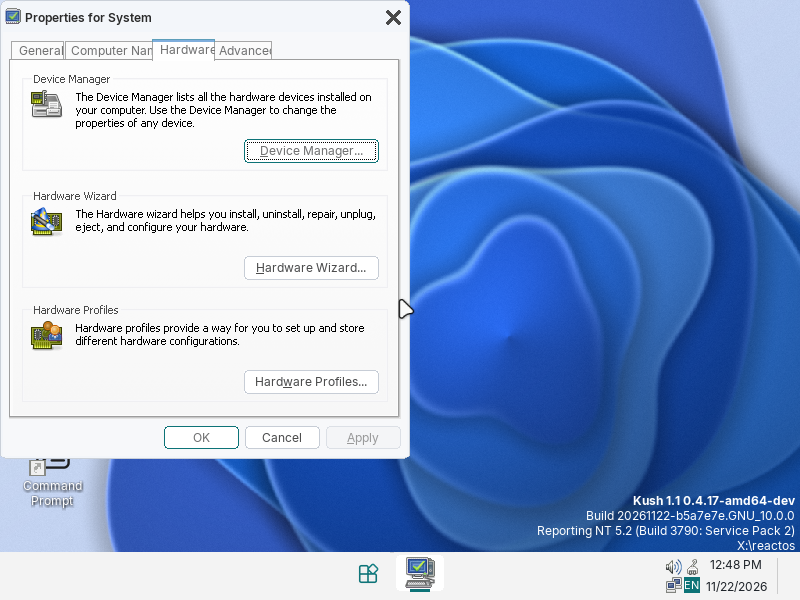 Properties for System
General
Computer Nan
Hardware
Advanced
Device Manager
The Device Manager lists all the hardware devices installed on
your computer. Use the Device Manager to change the
properties of any device.
Device Manager...
Hardware Wizard
The Hardware wizard helps you install, uninstall, repair, unplug,
eject, and configure your hardware.
Hardware Wizard...
Hardware Profiles
Hardware profiles provide a way for you to set up and store
different hardware configurations.
Hardware Profiles...
OK
Cancel
Apply
Command
Prompt
Kush 1.1 0.4.17-amd64-dev
Build 20261122-b5a7e7e.GNU_10.0.0
Reporting NT 5.2 (Build 3790: Service Pack 2)
X:\reactos
12:48 PM
EN
11/22/2026